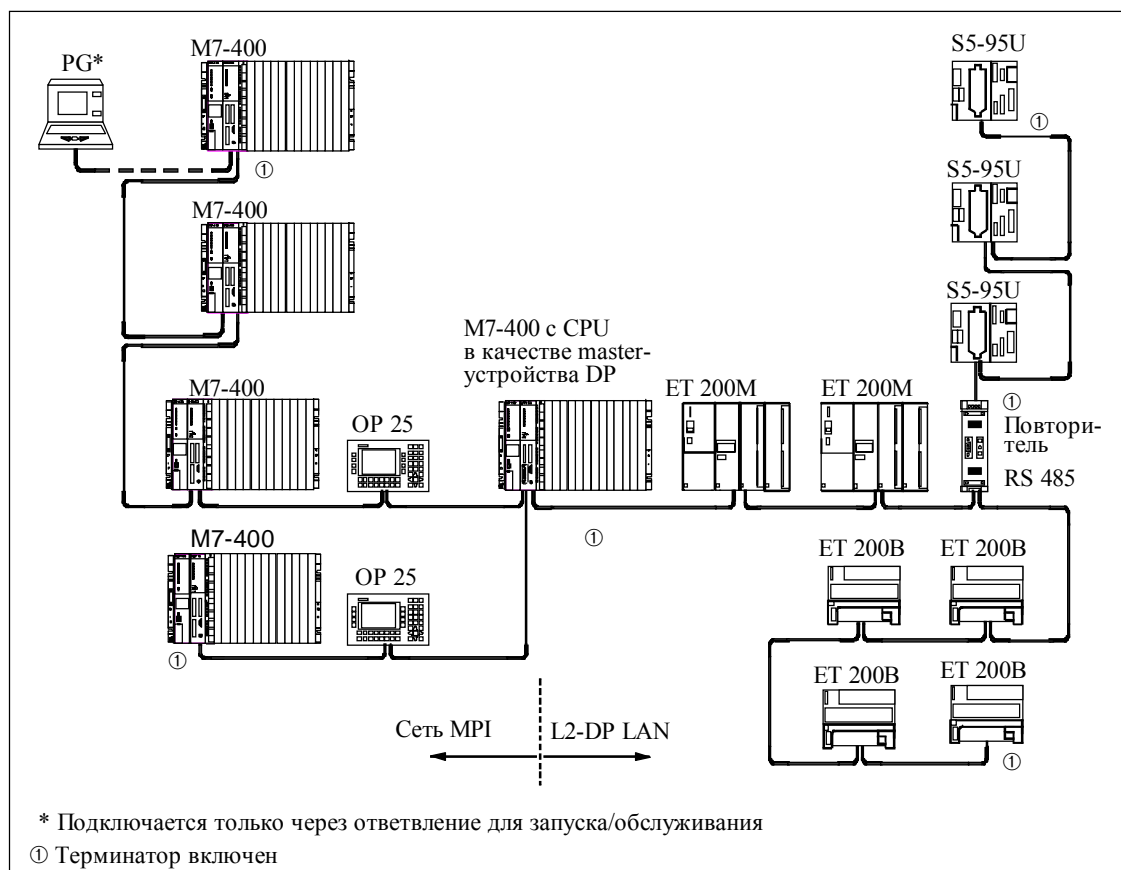 M7-400
PG*
①
M7-400
M7-400
OP 25
M7-400
①
OP 25
M7-400 с CPU
в качестве master-
устройства DP
①
ET 200M
ET 200M
S5-95U
①
S5-95U
S5-95U
①
Повтори-
тель
RS 485
ET 200B
ET 200B
ET 200B
ET 200B
①
Сеть MPI
L2-DP LAN
* Подключается только через ответвление для запуска/обслуживания
① Терминатор включен